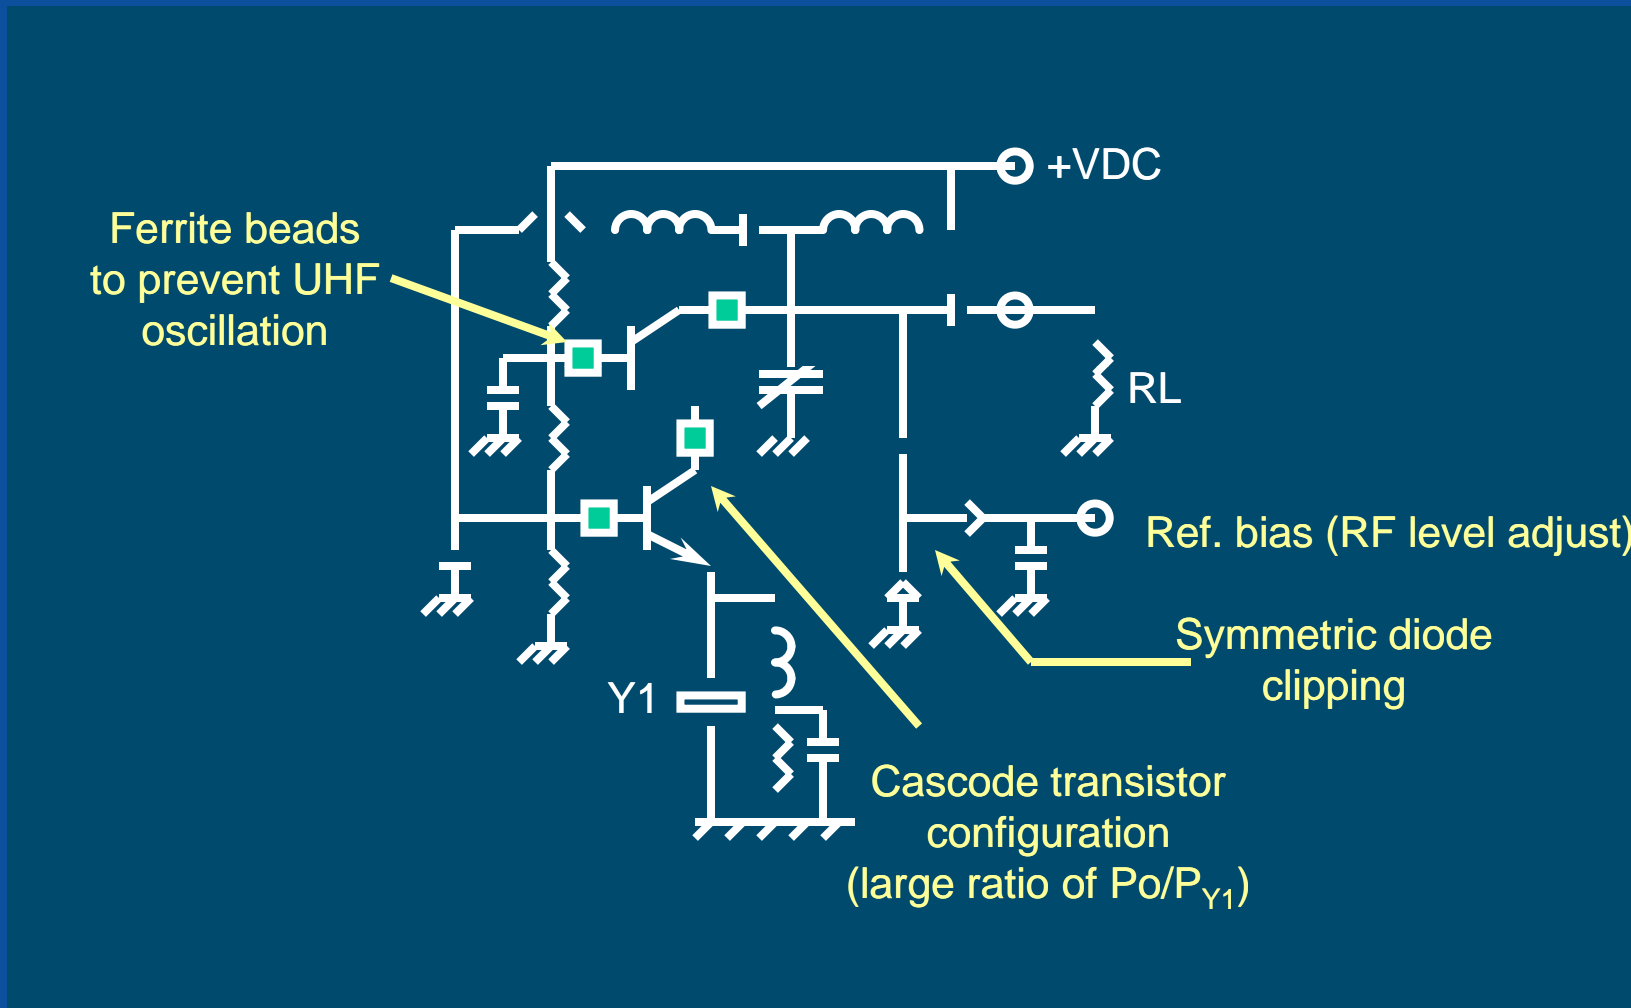 +VDC
Ferrite beads
to prevent UHF
oscillation
RL
Ref. bias (RF level adjust)
Symmetric diode
clipping
Y1
Cascode transistor
configuration
(large ratio of Po/PY1)